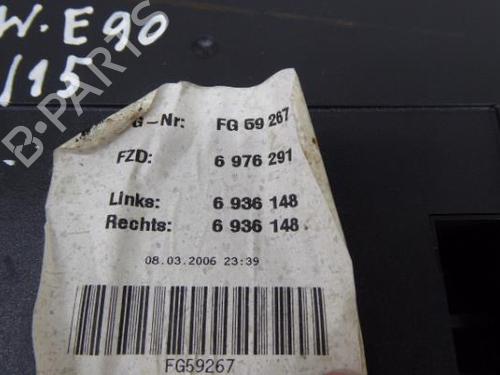 W. E90
/15
G-Nr: FG 59 267
FZD: 6 976 291
Links: 6 936 148
Rechts: 6 936 148
08.03.2006 23:39
FG59267